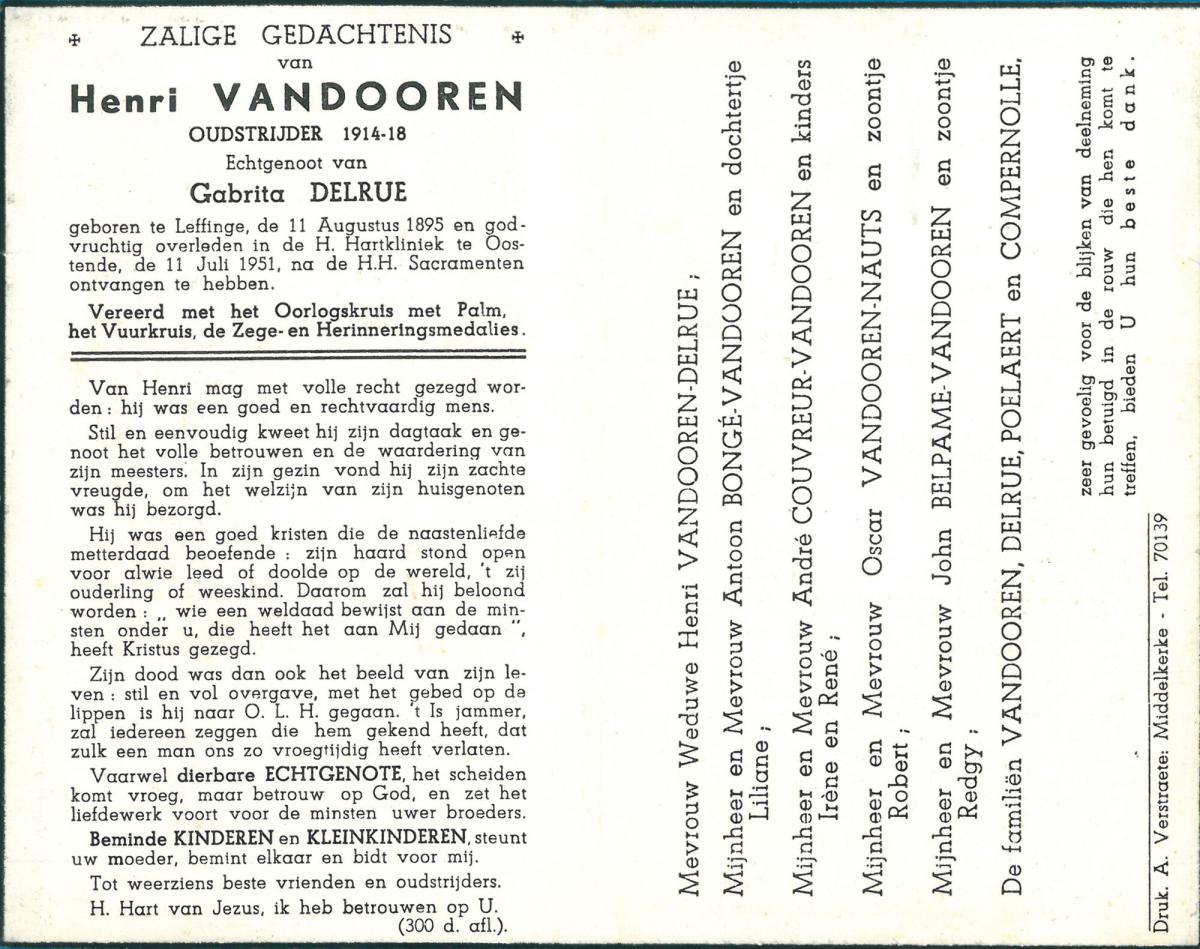 ✠ ZALIGE GEDACHTENIS ✠
van
Henri VANDOOREN
OUDSTRIJDER 1914-18
Echtgenoot van
Gabrita DELRUE
geboren te Leffinge, de 11 Augustus 1895 en god-
vruchtig overleden in de H. Hartkliniek te Oos-
tende, de 11 Juli 1951, na de H.H. Sacramenten
ontvangen te hebben.
Vereerd met het Oorlogskruis met Palm,
het Vuurkruis, de Zege- en Herinneringsmedalies.
Van Henri mag met volle recht gezegd wor-
den : hij was een goed en rechtvaardig mens.
Stil en eenvoudig kweet hij zijn dagtaak en ge-
noot het volle betrouwen en de waardering van
zijn meesters. In zijn gezin vond hij zijn zachte
vreugde, om het welzijn van zijn huisgenoten
was hij bezorgd.
Hij was een goed kristen die de naastenliefde
metterdaad beoefende : zijn haard stond open
voor alwie leed of doolde op de wereld, 't zij
ouderling of weeskind. Daarom zal hij beloond
worden : „ wie een weldaad bewijst aan de min-
sten onder u, die heeft het aan Mij gedaan ”,
heeft Kristus gezegd.
Zijn dood was dan ook het beeld van zijn le-
ven : stil en vol overgave, met het gebed op de
lippen is hij naar O. L. H. gegaan. 't Is jammer,
zal iedereen zeggen die hem gekend heeft, dat
zulk een man ons zo vroegtijdig heeft verlaten.
Vaarwel dierbare ECHTGENOTE, het scheiden
komt vroeg, maar betrouw op God, en zet het
liefdewerk voort voor de minsten uwer broeders.
Beminde KINDEREN en KLEINKINDEREN, steunt
uw moeder, bemint elkaar en bidt voor mij.
Tot weerziens beste vrienden en oudstrijders.
H. Hart van Jezus, ik heb betrouwen op U.
(300 d. afl.).
Mevrouw Weduwe Henri VANDOOREN-DELRUE ;
Mijnheer en Mevrouw Antoon BONGÉ-VANDOOREN en dochtertje
Liliane ;
Mijnheer en Mevrouw André COUVREUR-VANDOOREN en kinders
Irène en René ;
Mijnheer en Mevrouw Oscar VANDOOREN-NAUTS en zoontje
Robert ;
Mijnheer en Mevrouw John BELPAME-VANDOOREN en zoontje
Redgy ;
De familiën VANDOOREN, DELRUE, POELAERT en COMPERNOLLE,
zeer gevoelig voor de blijken van deelneming
hun betuigd in de rouw die hen komt te
treffen, bieden U hun beste dank.
Druk. A. Verstraete: Middelkerke - Tel. 70139